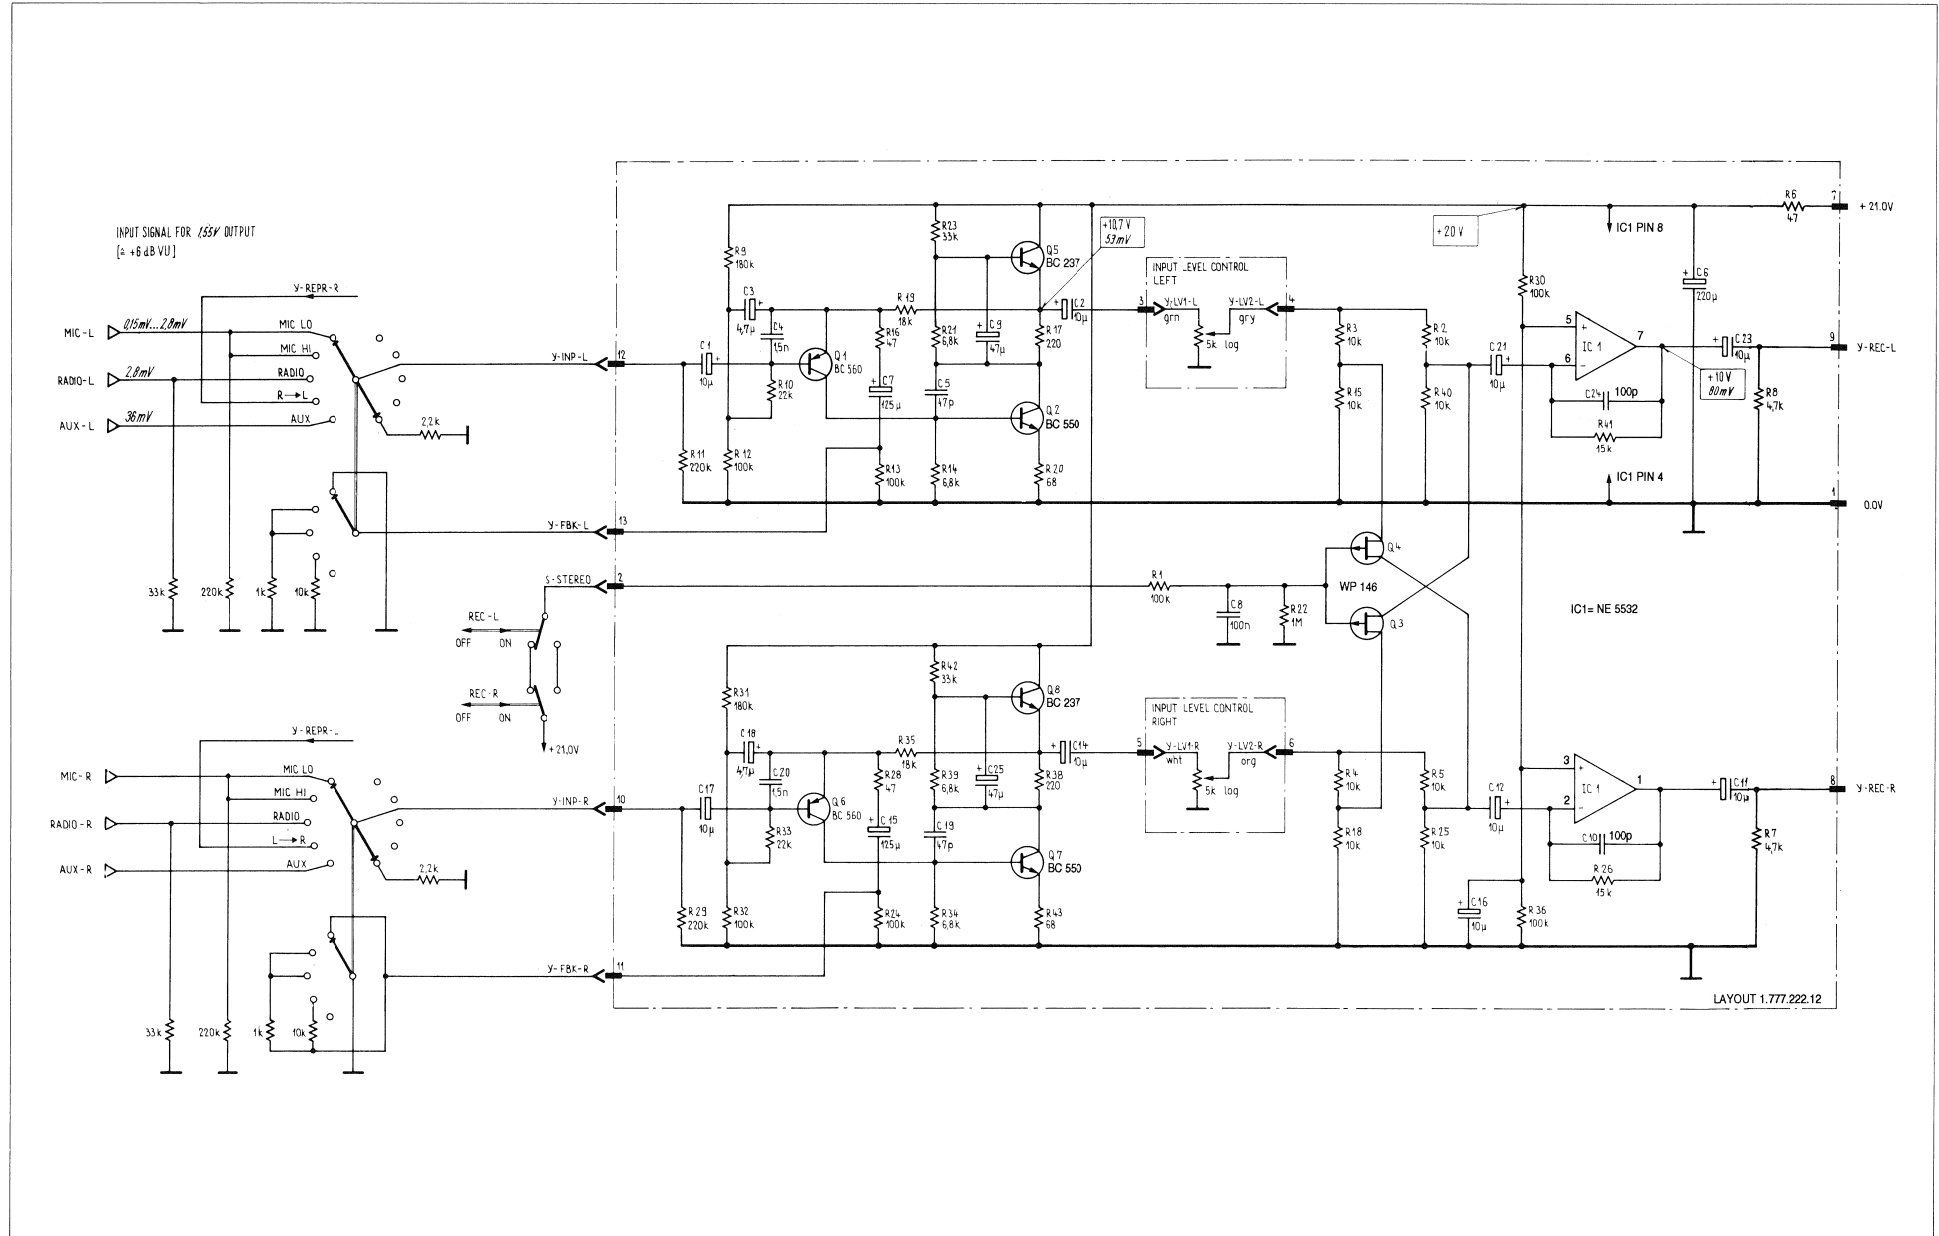 INPUT SIGNAL FOR 1,55V OUTPUT
[≙ +6 dB VU]
Y-REPR-R
MIC-L 0,15mV...2,8mV
MIC LO
MIC HI
RADIO-L 2,8mV
RADIO
R→L
AUX-L 36mV
AUX
2,2k
Y-INP-L 12
Y-FBK-L 13
33k
220k
1k
10k
S-STEREO 2
REC-L
OFF ON
REC-R
OFF ON
+21,0V
Y-REPR-L
MIC-R
MIC LO
MIC HI
RADIO-R
RADIO
L→R
AUX-R
AUX
2,2k
Y-INP-R 10
Y-FBK-R 11
33k
220k
1k
10k
R9
180k
C3 +
4,7µ
C4
1,5n
C1 +
10µ
R10
22k
Q1
BC 560
R11
220k
R12
100k
R16
47
C7
125µ
R13
100k
R19
18k
R23
33k
R21
6,8k
C9
47µ
C5
47p
R14
6,8k
Q5
BC 237
R17
220
Q2
BC 550
R20
68
+10,7V
53mV
+ C2
10µ
INPUT LEVEL CONTROL
LEFT
3 Y-LV1-L
grn
Y-LV2-L 4
gry
5k log
R3
10k
R15
10k
R2
10k
R40
10k
C21
10µ
+20V
R30
100k
5 +
6 -
IC 1
7
C24 100p
R41
15k
IC1 PIN 8
IC1 PIN 4
+ C6
220µ
R6
47
7
+ 21.0V
+ C23
10µ
9
Y-REC-L
+10V
80mV
R8
4,7k
1
0.0V
R1
100k
C8
100n
R22
1M
Q4
WP 146
Q3
IC1= NE 5532
R31
180k
C18 +
4,7µ
C20
1,5n
C17 +
10µ
R33
22k
Q6
BC 560
R29
220k
R32
100k
R28
47
C15
125µ
R24
100k
R35
18k
R42
33k
R39
6,8k
C25
47µ
C19
47p
R34
6,8k
Q8
BC 237
R38
220
Q7
BC 550
R43
68
+ C14
10µ
INPUT LEVEL CONTROL
RIGHT
5 Y-LV1-R
wht
Y-LV2-R 6
org
5k log
R4
10k
R18
10k
R5
10k
R25
10k
C12
10µ
3 +
2 -
IC 1
1
C10 100p
R26
15k
+ C16
10µ
R36
100k
+ C11
10µ
8
Y-REC-R
R7
4,7k
LAYOUT 1.777.222.12